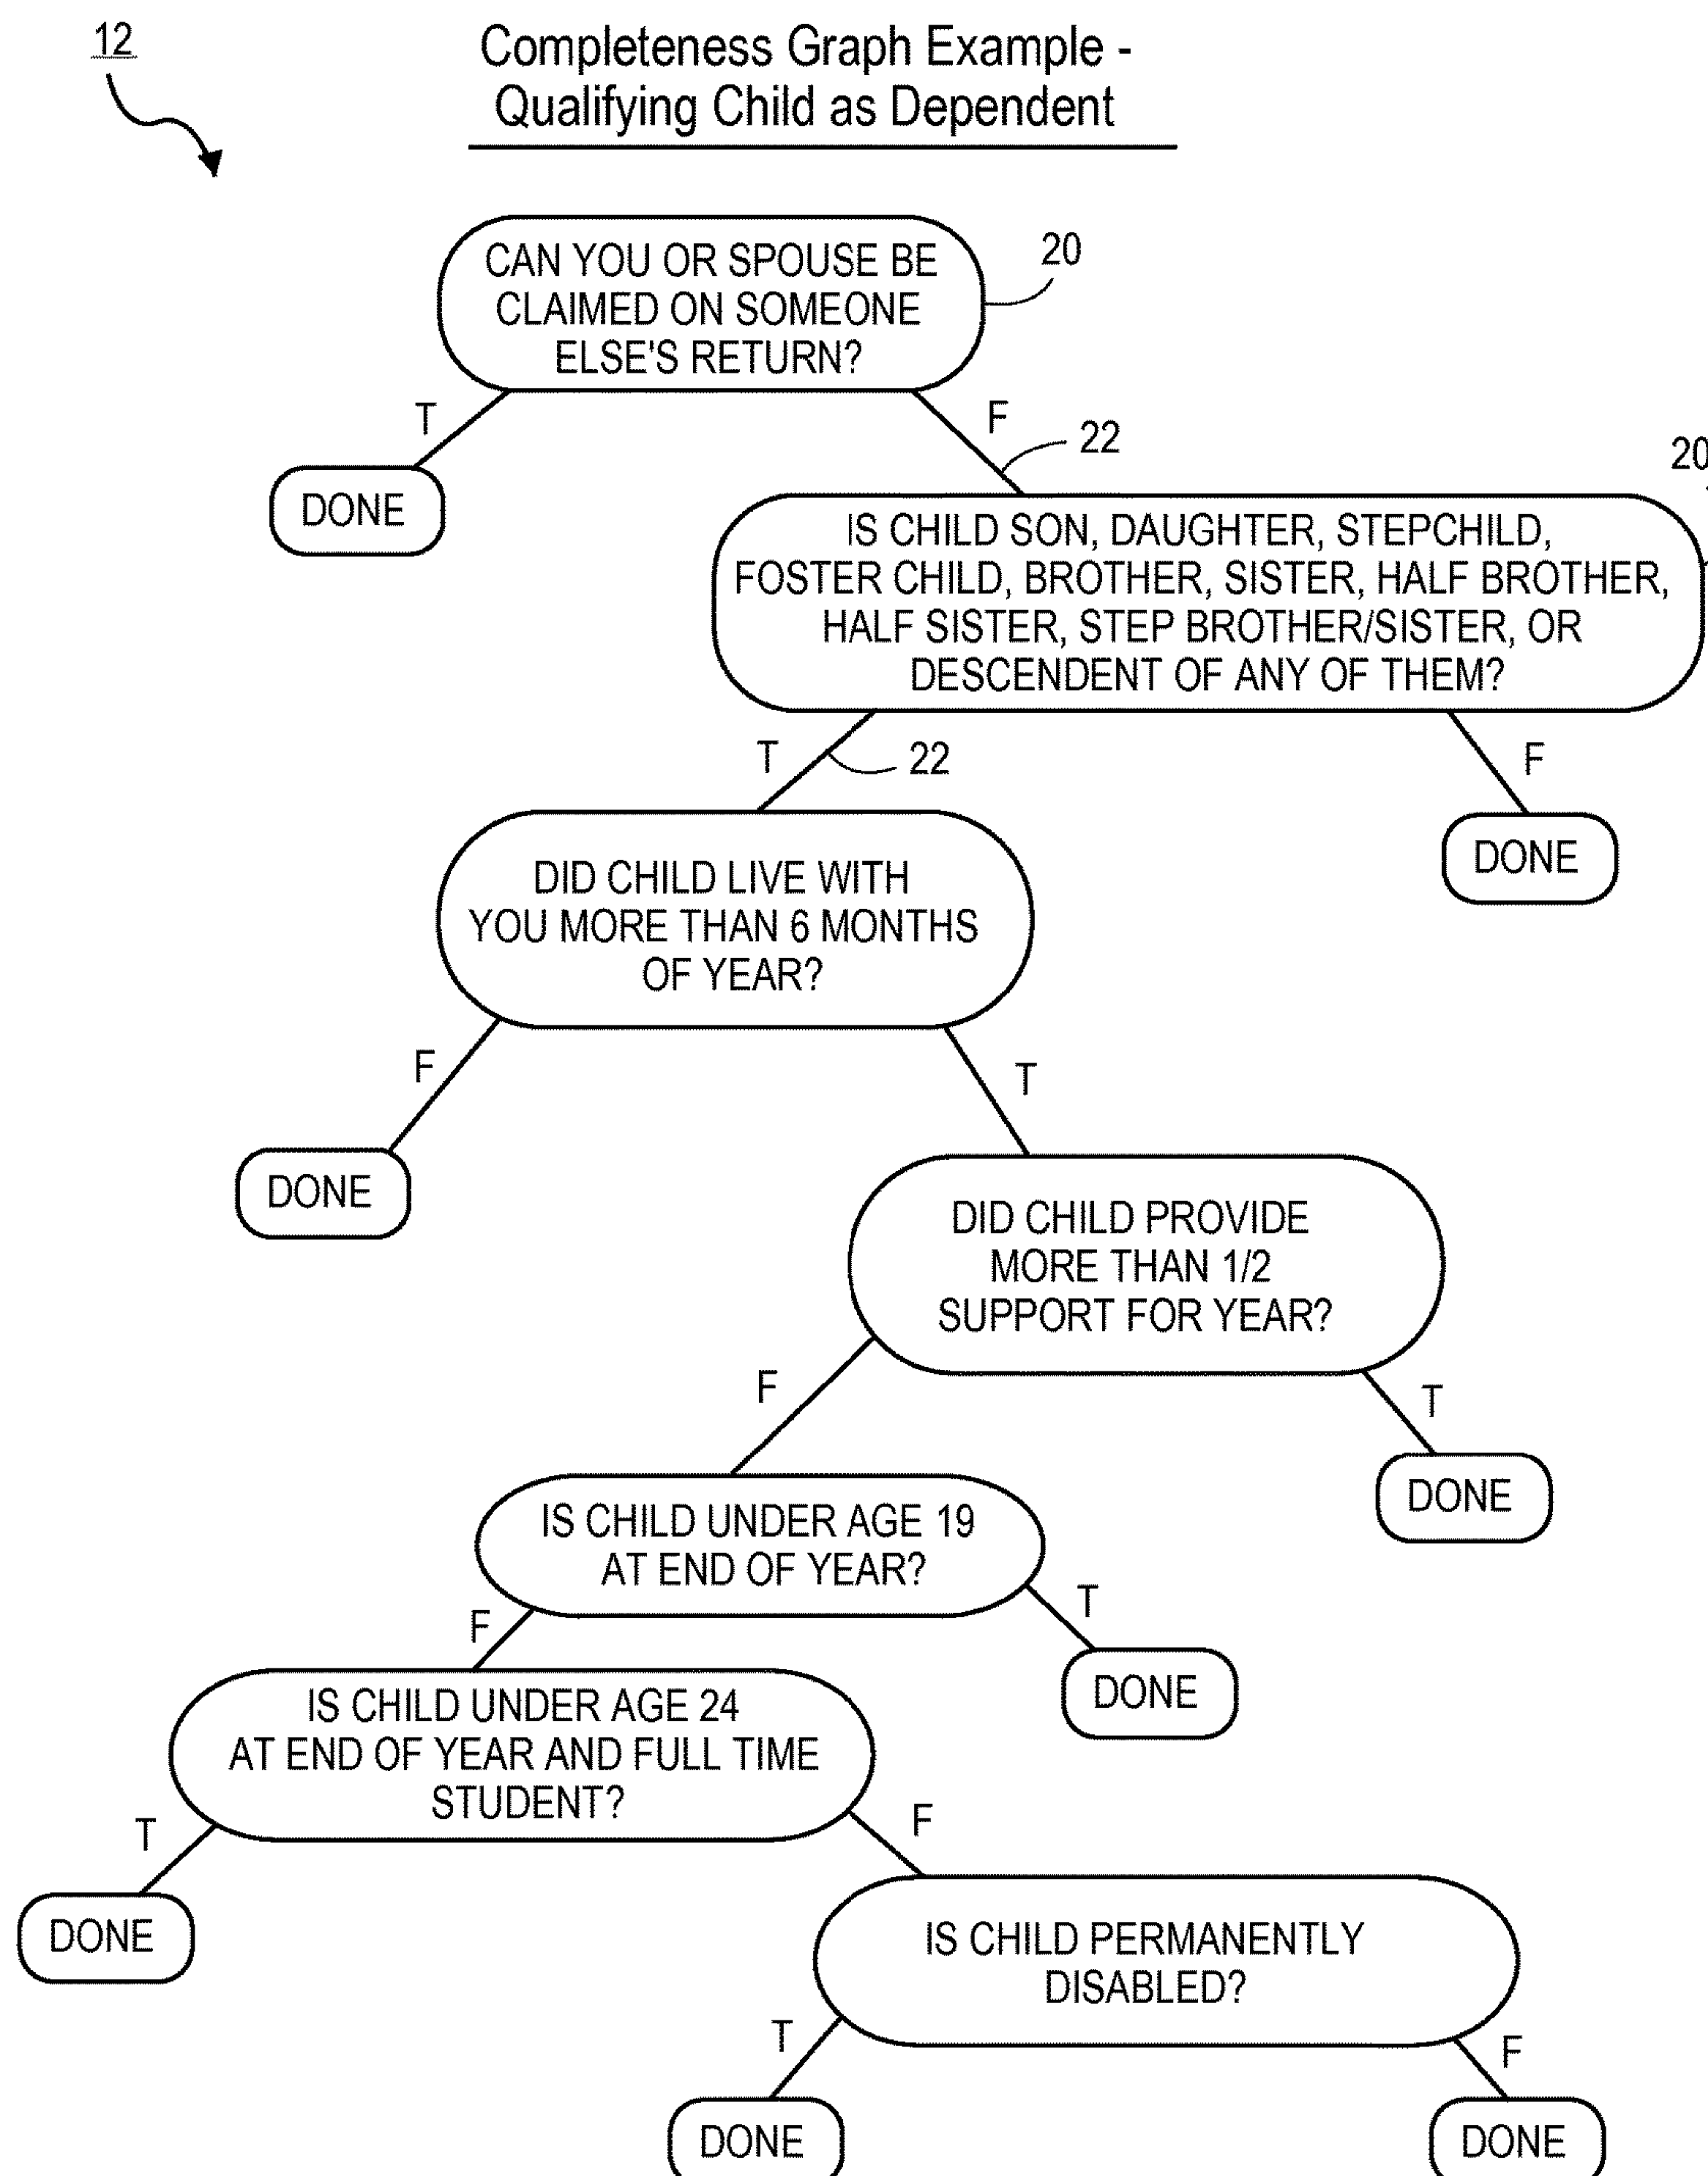 12
Completeness Graph Example -
Qualifying Child as Dependent
CAN YOU OR SPOUSE BE
CLAIMED ON SOMEONE
ELSE'S RETURN?
20
T
F
22
DONE
20
IS CHILD SON, DAUGHTER, STEPCHILD,
FOSTER CHILD, BROTHER, SISTER, HALF BROTHER,
HALF SISTER, STEP BROTHER/SISTER, OR
DESCENDENT OF ANY OF THEM?
T
22
F
DONE
DID CHILD LIVE WITH
YOU MORE THAN 6 MONTHS
OF YEAR?
F
T
DONE
DID CHILD PROVIDE
MORE THAN 1/2
SUPPORT FOR YEAR?
F
T
DONE
IS CHILD UNDER AGE 19
AT END OF YEAR?
F
T
DONE
IS CHILD UNDER AGE 24
AT END OF YEAR AND FULL TIME
STUDENT?
T
F
DONE
IS CHILD PERMANENTLY
DISABLED?
T
F
DONE
DONE